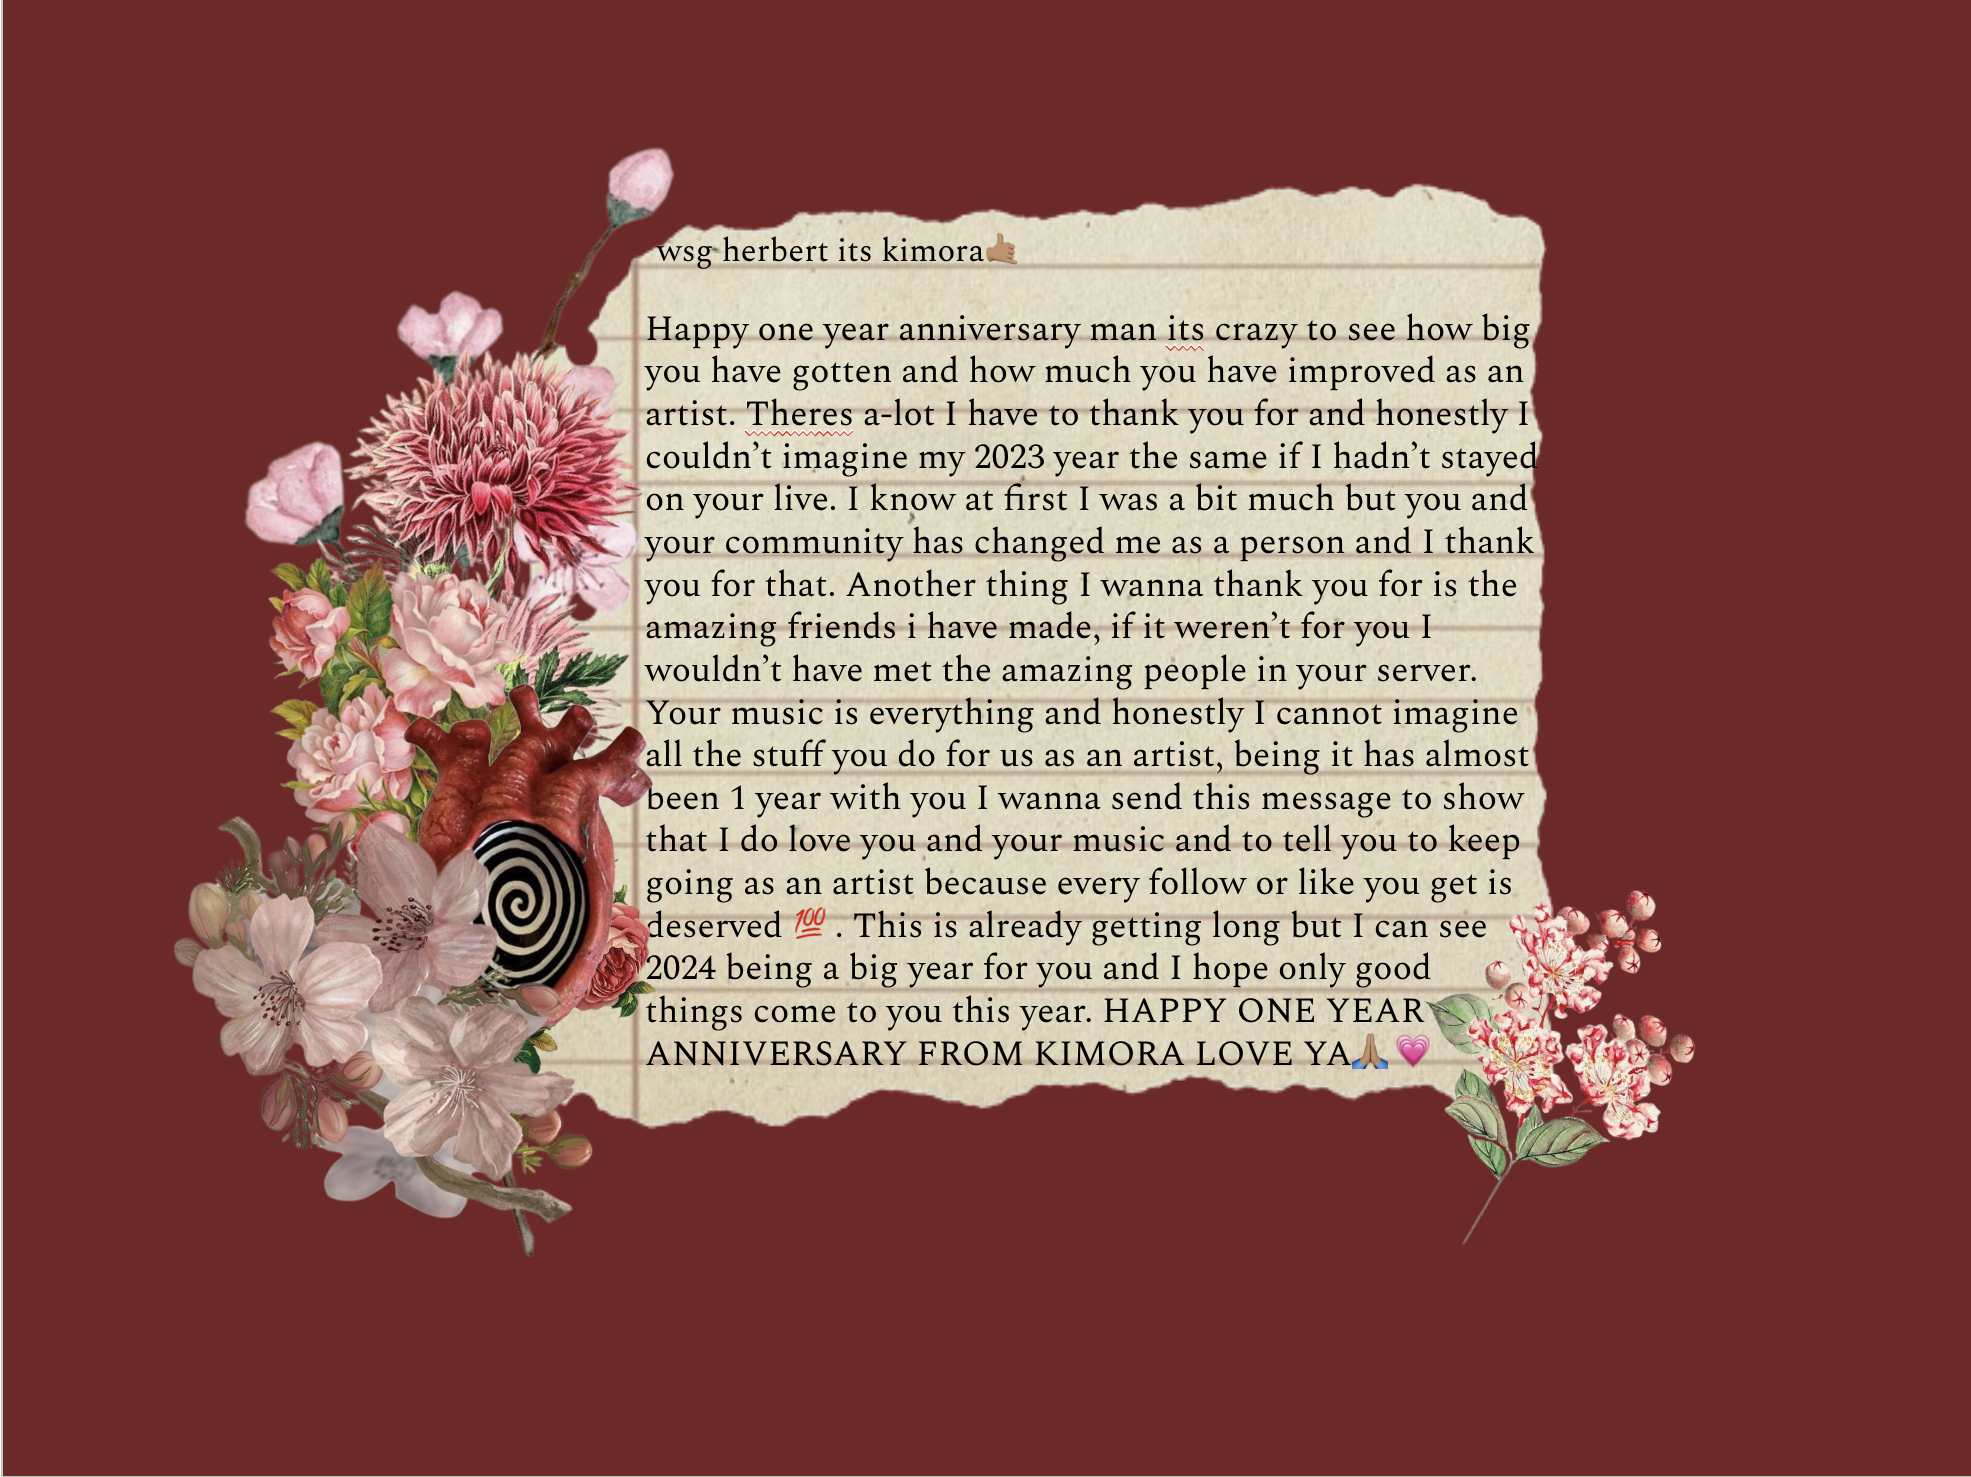 wsg herbert its kimora🤙🏽
Happy one year anniversary man its crazy to see how big
you have gotten and how much you have improved as an
artist. Theres a-lot I have to thank you for and honestly I
couldn’t imagine my 2023 year the same if I hadn’t stayed
on your live. I know at first I was a bit much but you and
your community has changed me as a person and I thank
you for that. Another thing I wanna thank you for is the
amazing friends i have made, if it weren’t for you I
wouldn’t have met the amazing people in your server.
Your music is everything and honestly I cannot imagine
all the stuff you do for us as an artist, being it has almost
been 1 year with you I wanna send this message to show
that I do love you and your music and to tell you to keep
going as an artist because every follow or like you get is
deserved 💯 . This is already getting long but I can see
2024 being a big year for you and I hope only good
things come to you this year. HAPPY ONE YEAR
ANNIVERSARY FROM KIMORA LOVE YA🙏🏽 💗